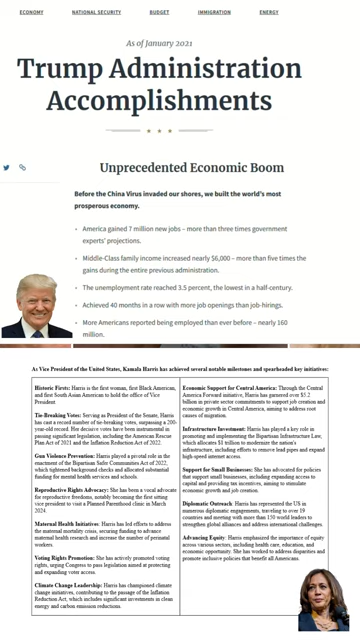 ECONOMY NATIONAL SECURITY BUDGET IMMIGRATION ENERGY
As of January 2021
Trump Administration
Accomplishments
Unprecedented Economic Boom
Before the China Virus invaded our shores, we built the world's most
prosperous economy.
• America gained 7 million new jobs – more than three times government
experts' projections.
• Middle-Class family income increased nearly $6,000 – more than five times the
gains during the entire previous administration.
• The unemployment rate reached 3.5 percent, the lowest in a half-century.
• Achieved 40 months in a row with more job openings than job-hirings.
• More Americans reported being employed than ever before – nearly 160
million.
As Vice President of the United States, Kamala Harris has achieved several notable milestones and spearheaded key initiatives:
Historic Firsts: Harris is the first woman, first Black American,
and first South Asian American to hold the office of Vice
President.
Tie-Breaking Votes: Serving as President of the Senate, Harris
has cast a record number of tie-breaking votes, surpassing a 200-
year-old record. Her decisive votes have been instrumental in
passing significant legislation, including the American Rescue
Plan Act of 2021 and the Inflation Reduction Act of 2022.
Gun Violence Prevention: Harris played a pivotal role in the
enactment of the Bipartisan Safer Communities Act of 2022,
which tightened background checks and allocated substantial
funding for mental health services and schools.
Reproductive Rights Advocacy: She has been a vocal advocate
for reproductive freedoms, notably becoming the first sitting
vice president to visit a Planned Parenthood clinic in March
2024.
Maternal Health Initiatives: Harris has led efforts to address
the maternal mortality crisis, securing funding to advance
maternal health research and increase the number of perinatal
workers.
Voting Rights Promotion: She has actively promoted voting
rights, urging Congress to pass legislation aimed at protecting
and expanding voter access.
Climate Change Leadership: Harris has championed climate
change initiatives, contributing to the passage of the Inflation
Reduction Act, which includes significant investments in clean
energy and carbon emission reductions.
Economic Support for Central America: Through the Central
America Forward initiative, Harris has garnered over $5.2
billion in private sector commitments to support job creation and
economic growth in Central America, aiming to address root
causes of migration.
Infrastructure Investment: Harris played a key role in
promoting and implementing the Bipartisan Infrastructure Law,
which allocates $1 trillion to modernize the nation's
infrastructure, including efforts to remove lead pipes and expand
high-speed internet access.
Support for Small Businesses: She has advocated for policies
that support small businesses, including expanding access to
capital and providing tax incentives, aiming to stimulate
economic growth and job creation.
Diplomatic Outreach: Harris has represented the US in
numerous diplomatic engagements, traveling to over 19
countries and meeting with more than 150 world leaders to
strengthen global alliances and address international challenges.
Advancing Equity: Harris emphasized the importance of equity
across various sectors, including health care, education, and
economic opportunity. She has worked to address disparities and
promote inclusive policies that benefit all Americans.